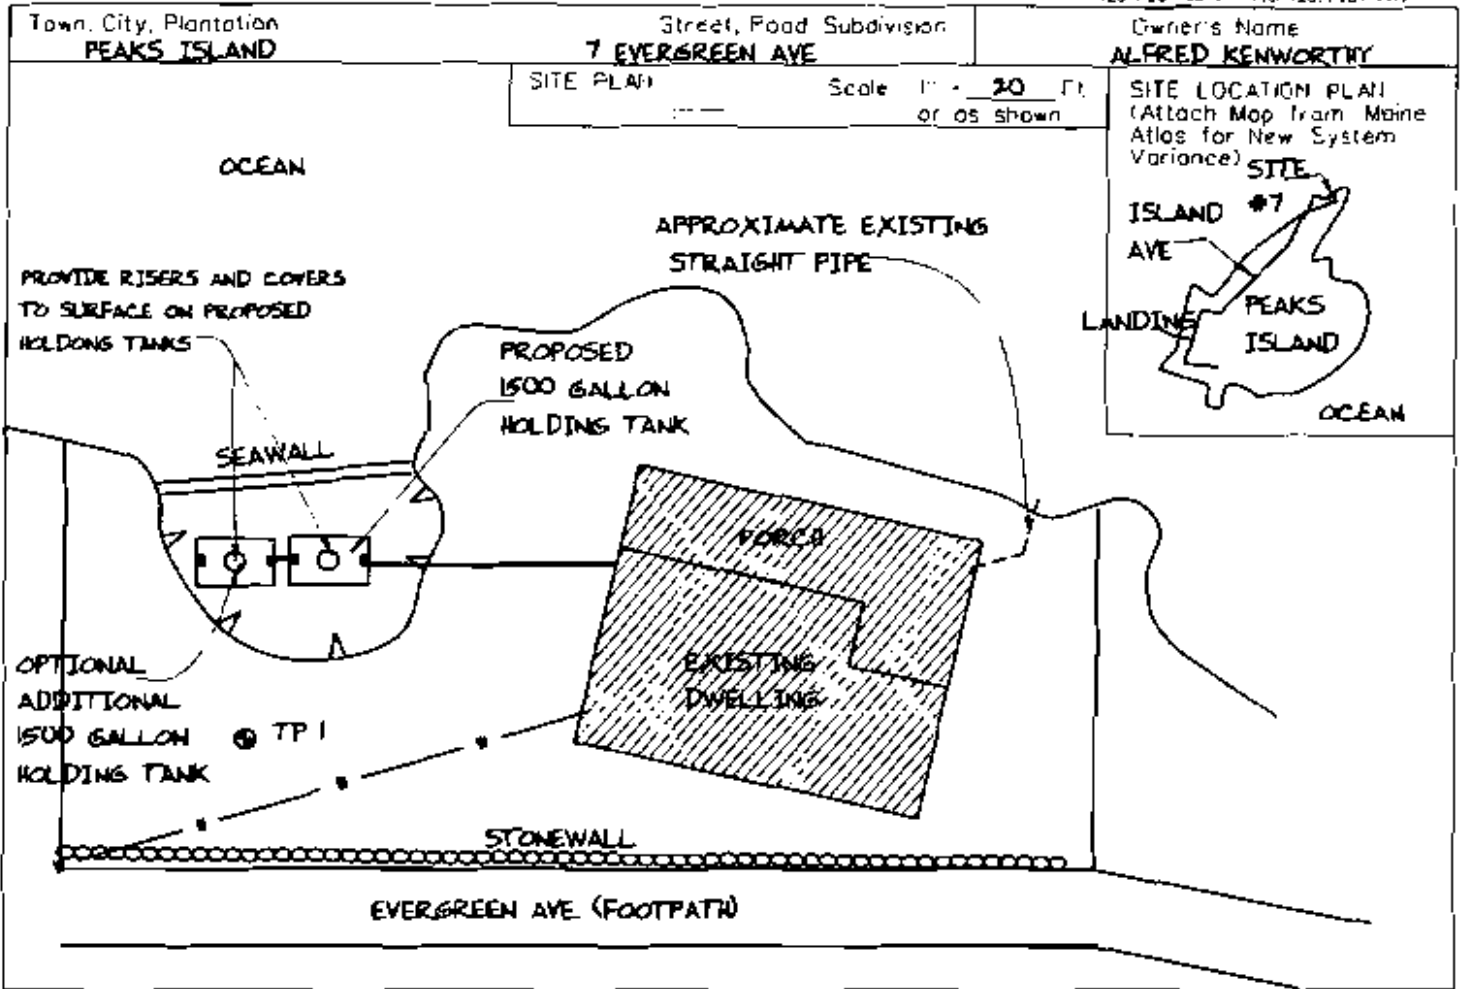 Town, City, Plantation
PEAKS ISLAND
Street, Road Subdivision
7 EVERGREEN AVE
Owner's Name
ALFRED KENWORTHY
SITE PLAN
Scale 1" = 20 Ft.
or as shown
SITE LOCATION PLAN
(Attach Map from Maine
Atlas for New System
Variance)
SITE
#7
ISLAND
AVE
LANDING
PEAKS
ISLAND
OCEAN
OCEAN
APPROXIMATE EXISTING
STRAIGHT PIPE
PROVIDE RISERS AND COVERS
TO SURFACE ON PROPOSED
HOLDONG TANKS
PROPOSED
1500 GALLON
HOLDING TANK
SEAWALL
PORCH
EXISTING
DWELLING
OPTIONAL
ADDITIONAL
1500 GALLON
HOLDING TANK
TP 1
STONEWALL
EVERGREEN AVE (FOOTPATH)